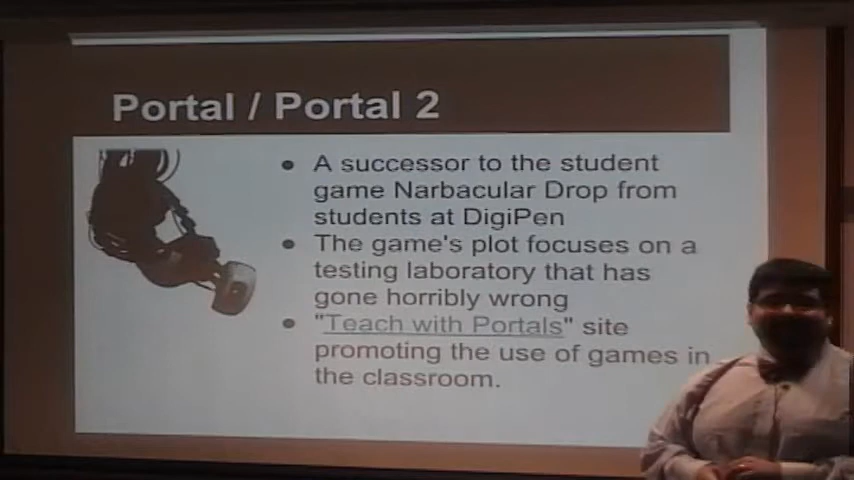 Portal / Portal 2
• A successor to the student
game Narbacular Drop from
students at DigiPen
• The game's plot focuses on a
testing laboratory that has
gone horribly wrong
• "Teach with Portals" site
promoting the use of games in
the classroom.